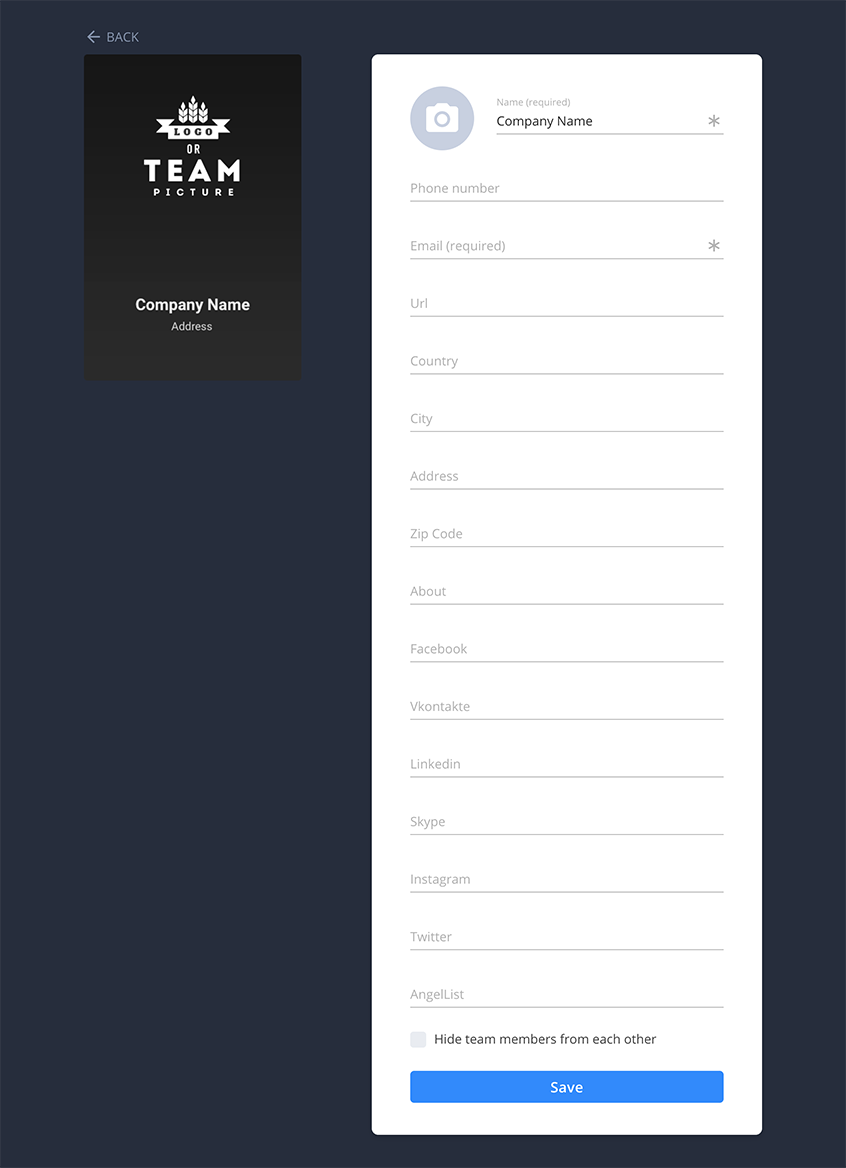 BACK
LOGO
OR
TEAM
PICTURE
Company Name
Address
Name (required)
Company Name
Phone number
Email (required)
Url
Country
City
Address
Zip Code
About
Facebook
Vkontakte
Linkedin
Skype
Instagram
Twitter
AngelList
Hide team members from each other
Save